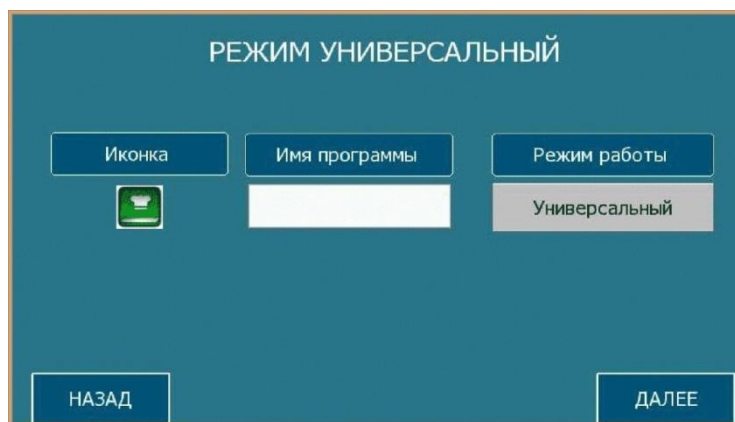 РЕЖИМ УНИВЕРСАЛЬНЫЙ
Иконка Имя программы Режим работы
Универсальный
НАЗАД ДАЛЕЕ